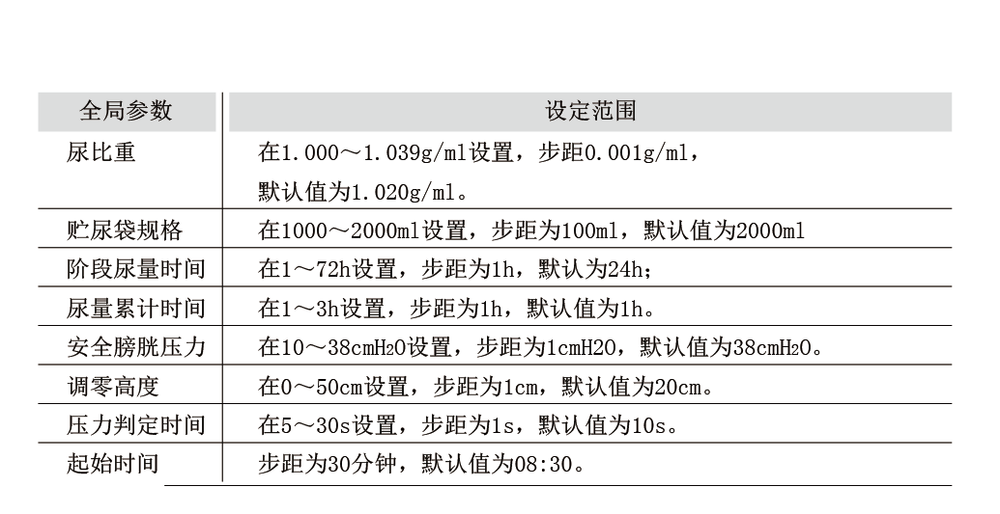 全局参数 设定范围
尿比重 在1.000～1.039g/ml设置，步距0.001g/ml，
默认值为1.020g/ml。
贮尿袋规格 在1000～2000ml设置，步距为100ml，默认值为2000ml
阶段尿量时间 在1～72h设置，步距为1h，默认为24h；
尿量累计时间 在1～3h设置，步距为1h，默认值为1h。
安全膀胱压力 在10～38cmH₂O设置，步距为1cmH2O，默认值为38cmH₂O。
调零高度 在0～50cm设置，步距为1cm，默认值为20cm。
压力判定时间 在5～30s设置，步距为1s，默认值为10s。
起始时间 步距为30分钟，默认值为08:30。